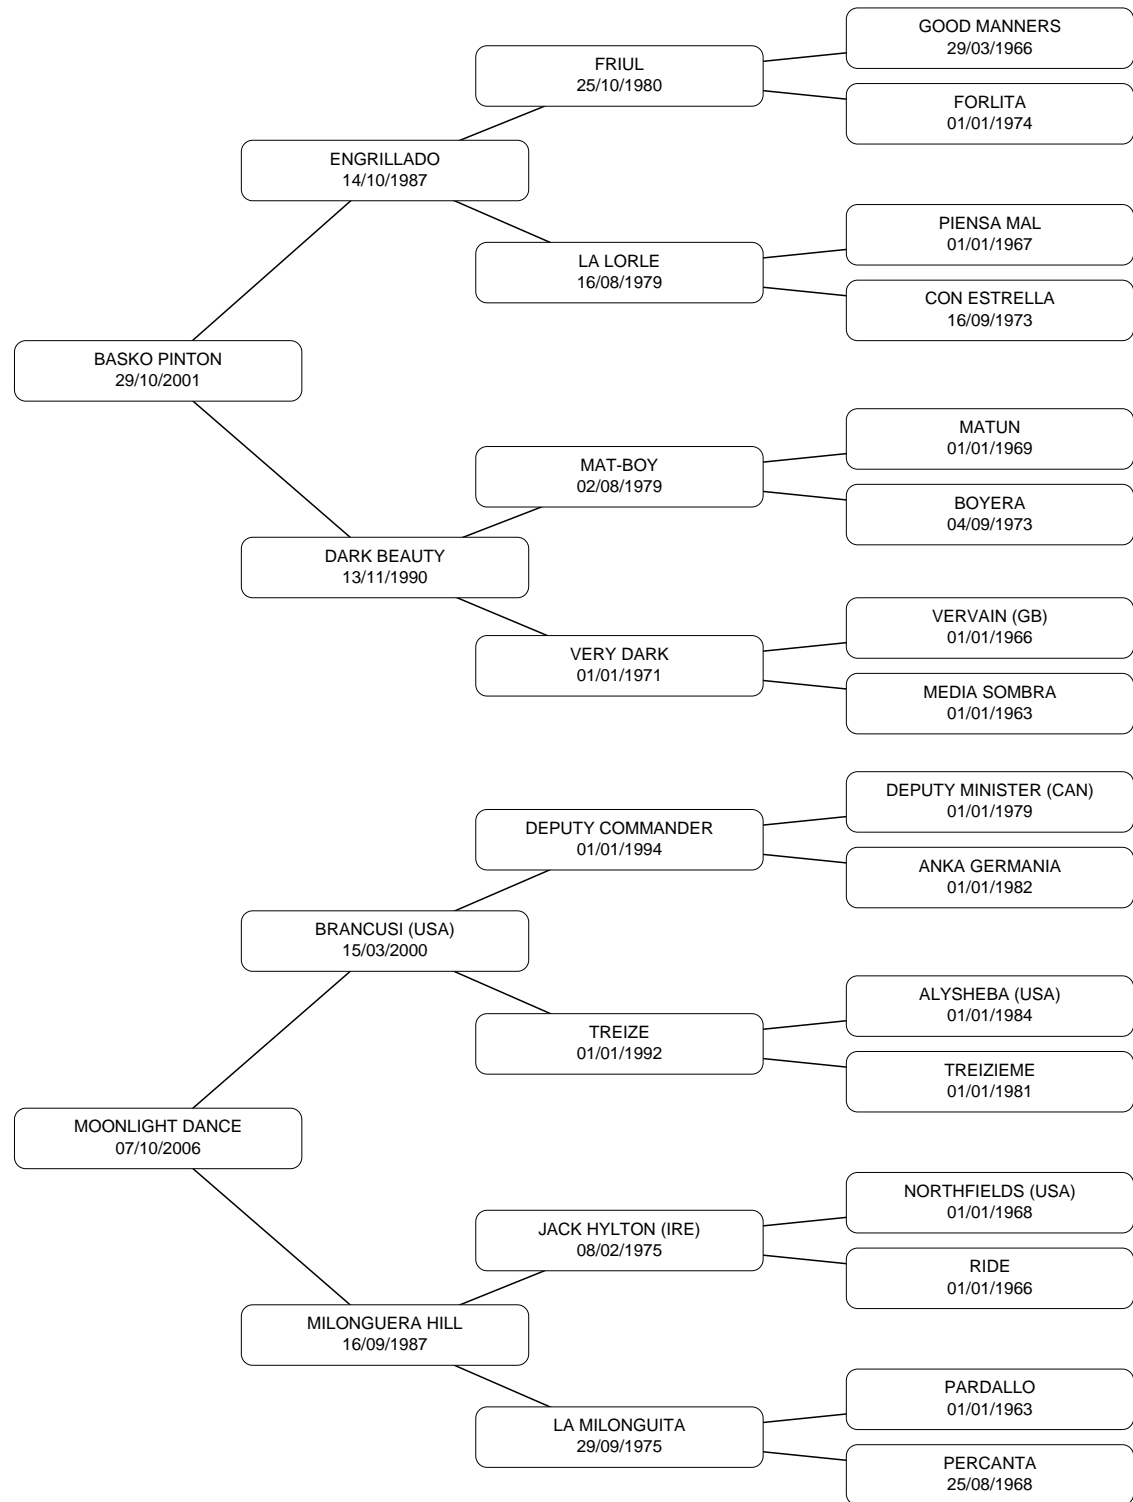 GOOD MANNERS
29/03/1966
FRIUL
25/10/1980
FORLITA
01/01/1974
ENGRILLADO
14/10/1987
PIENSA MAL
01/01/1967
LA LORLE
16/08/1979
CON ESTRELLA
16/09/1973
BASKO PINTON
29/10/2001
MATUN
01/01/1969
MAT-BOY
02/08/1979
BOYERA
04/09/1973
DARK BEAUTY
13/11/1990
VERVAIN (GB)
01/01/1966
VERY DARK
01/01/1971
MEDIA SOMBRA
01/01/1963
DEPUTY MINISTER (CAN)
01/01/1979
DEPUTY COMMANDER
01/01/1994
ANKA GERMANIA
01/01/1982
BRANCUSI (USA)
15/03/2000
ALYSHEBA (USA)
01/01/1984
TREIZE
01/01/1992
TREIZIEME
01/01/1981
MOONLIGHT DANCE
07/10/2006
NORTHFIELDS (USA)
01/01/1968
JACK HYLTON (IRE)
08/02/1975
RIDE
01/01/1966
MILONGUERA HILL
16/09/1987
PARDALLO
01/01/1963
LA MILONGUITA
29/09/1975
PERCANTA
25/08/1968